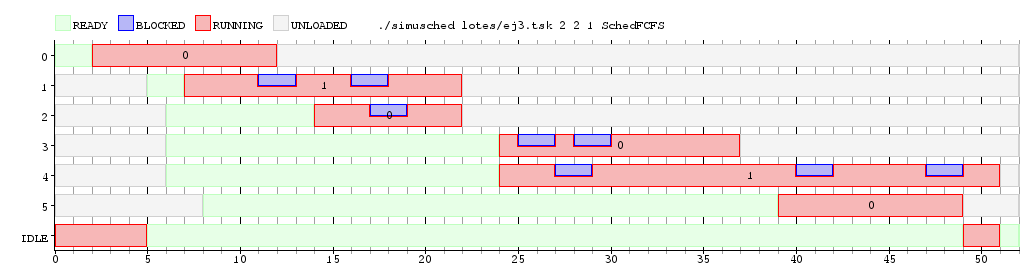 READY BLOCKED RUNNING UNLOADED ./simusched lotes/ej3.tsk 2 2 1 SchedFCFS
0 0
1 1
2 0
3 0
4 1
5 0
IDLE
0 5 10 15 20 25 30 35 40 45 50